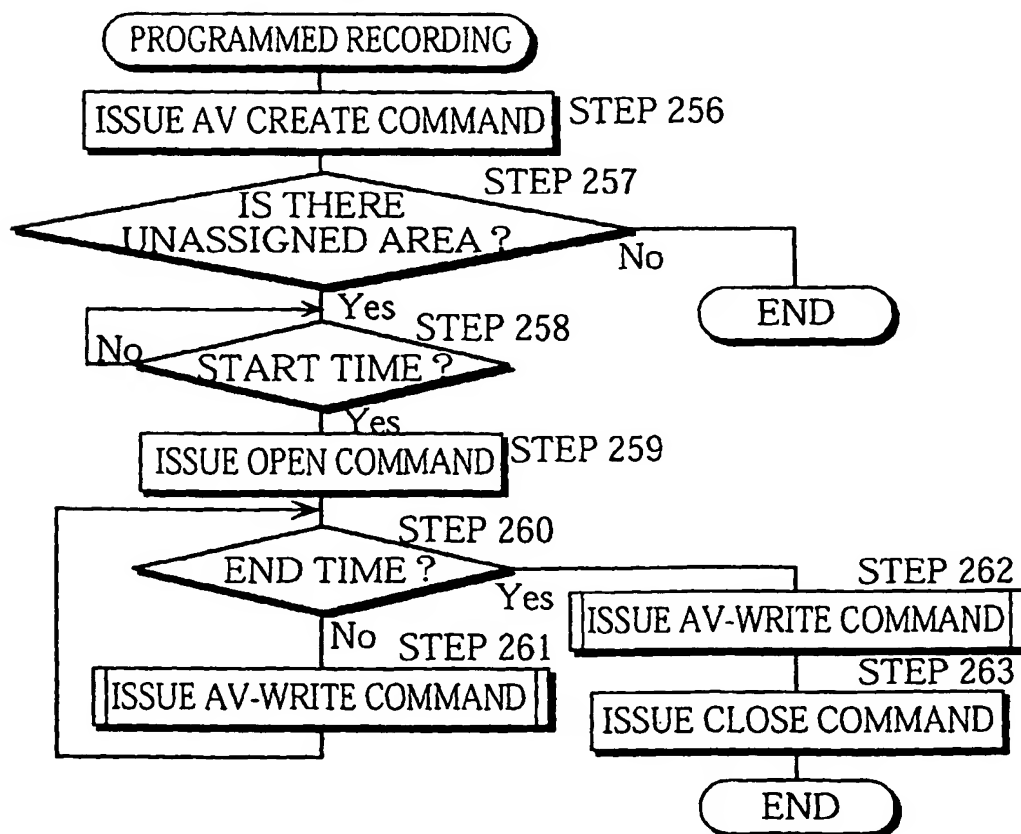 PROGRAMMED RECORDING
ISSUE AV CREATE COMMAND
STEP 256
STEP 257
IS THERE
UNASSIGNED AREA ?
No
Yes
END
STEP 258
No
START TIME ?
Yes
ISSUE OPEN COMMAND
STEP 259
STEP 260
END TIME ?
Yes
No
STEP 261
ISSUE AV-WRITE COMMAND
STEP 262
ISSUE AV-WRITE COMMAND
STEP 263
ISSUE CLOSE COMMAND
END